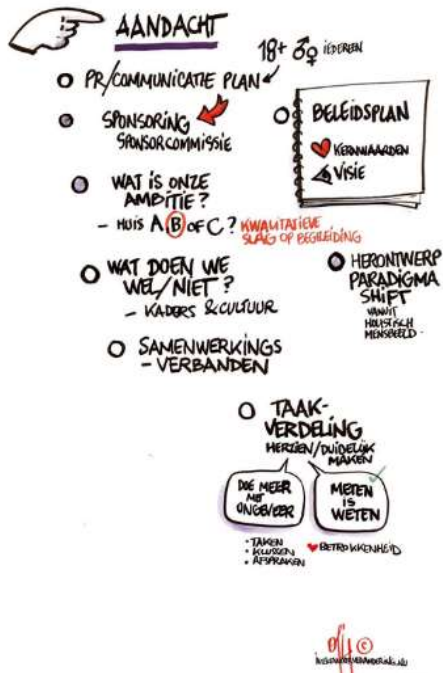 AANDACHT
18+ IEDEREEN
PR/COMMUNICATIE PLAN
SPONSORING
SPONSORCOMMISSIE
BELEIDSPLAN
KERNWAARDEN
VISIE
WAT IS ONZE
AMBITIE?
- HUIS A, B OF C? KWALITATIEVE
SLAG OP BEGELEIDING
WAT DOEN WE
WEL/NIET?
- KADERS & CULTUUR
HERONTWERP
PARADIGMA
SHIFT
VANUIT
HOLISTISCH
MENSBEELD.
SAMENWERKINGS
- VERBANDEN
TAAK-
VERDELING
HERZIEN/DUIDELIJK
MAKEN
DOE MEER
MET
ONGEVEER
METEN
IS
WETEN
• TAKEN
• KLUSSEN
• AFSPRAKEN
BETROKKENHEID
©